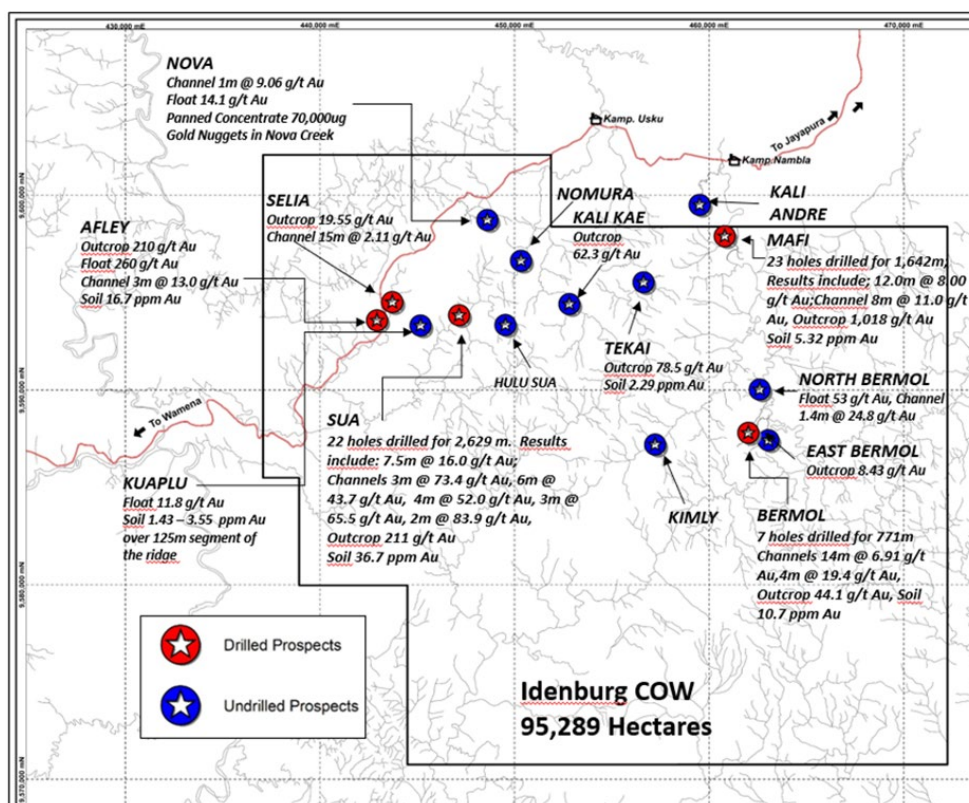 430,000 mE
440,000 mE
450,000 mE
460,000 mE
470,000 mE
NOVA
Channel 1m @ 9.06 g/t Au
Float 14.1 g/t Au
Panned Concentrate 70,000ug
Gold Nuggets in Nova Creek
Kamp. Usku
To Jayapura
Kamp Nambla
9,600,000 mN
SELIA
Outcrop 19.55 g/t Au
Channel 15m @ 2.11 g/t Au
NOMURA
KALI KAE
Outcrop
62.3 g/t Au
KALI
ANDRE
AFLEY
Outcrop 210 g/t Au
Float 260 g/t Au
Channel 3m @ 13.0 g/t Au
Soil 16.7 ppm Au
MAFI
23 holes drilled for 1,642m,
Results include; 12.0m @ 8.00
g/t Au;Channel 8m @ 11.0 g/t
Au, Outcrop 1,018 g/t Au
Soil 5.32 ppm Au
TEKAI
Outcrop 78.5 g/t Au
Soil 2.29 ppm Au
HULU SUA
9,590,000 mN
NORTH BERMOL
Float 53 g/t Au, Channel
1.4m @ 24.8 g/t Au
To Wamena
SUA
22 holes drilled for 2,629 m. Results
include: 7.5m @ 16.0 g/t Au;
Channels 3m @ 73.4 g/t Au, 6m @
43.7 g/t Au, 4m @ 52.0 g/t Au, 3m @
65.5 g/t Au, 2m @ 83.9 g/t Au,
Outcrop 211 g/t Au
Soil 36.7 ppm Au
EAST BERMOL
Outcrop 8.43 g/t Au
KUAPLU
Float 11.8 g/t Au
Soil 1.43 – 3.55 ppm Au
over 125m segment of
the ridge
KIMLY
BERMOL
7 holes drilled for 771m
Channels 14m @ 6.91 g/t
Au,4m @ 19.4 g/t Au,
Outcrop 44.1 g/t Au, Soil
10.7 ppm Au
9,580,000 mN
Drilled Prospects
Undrilled Prospects
Idenburg COW
95,289 Hectares
9,570,000 mN